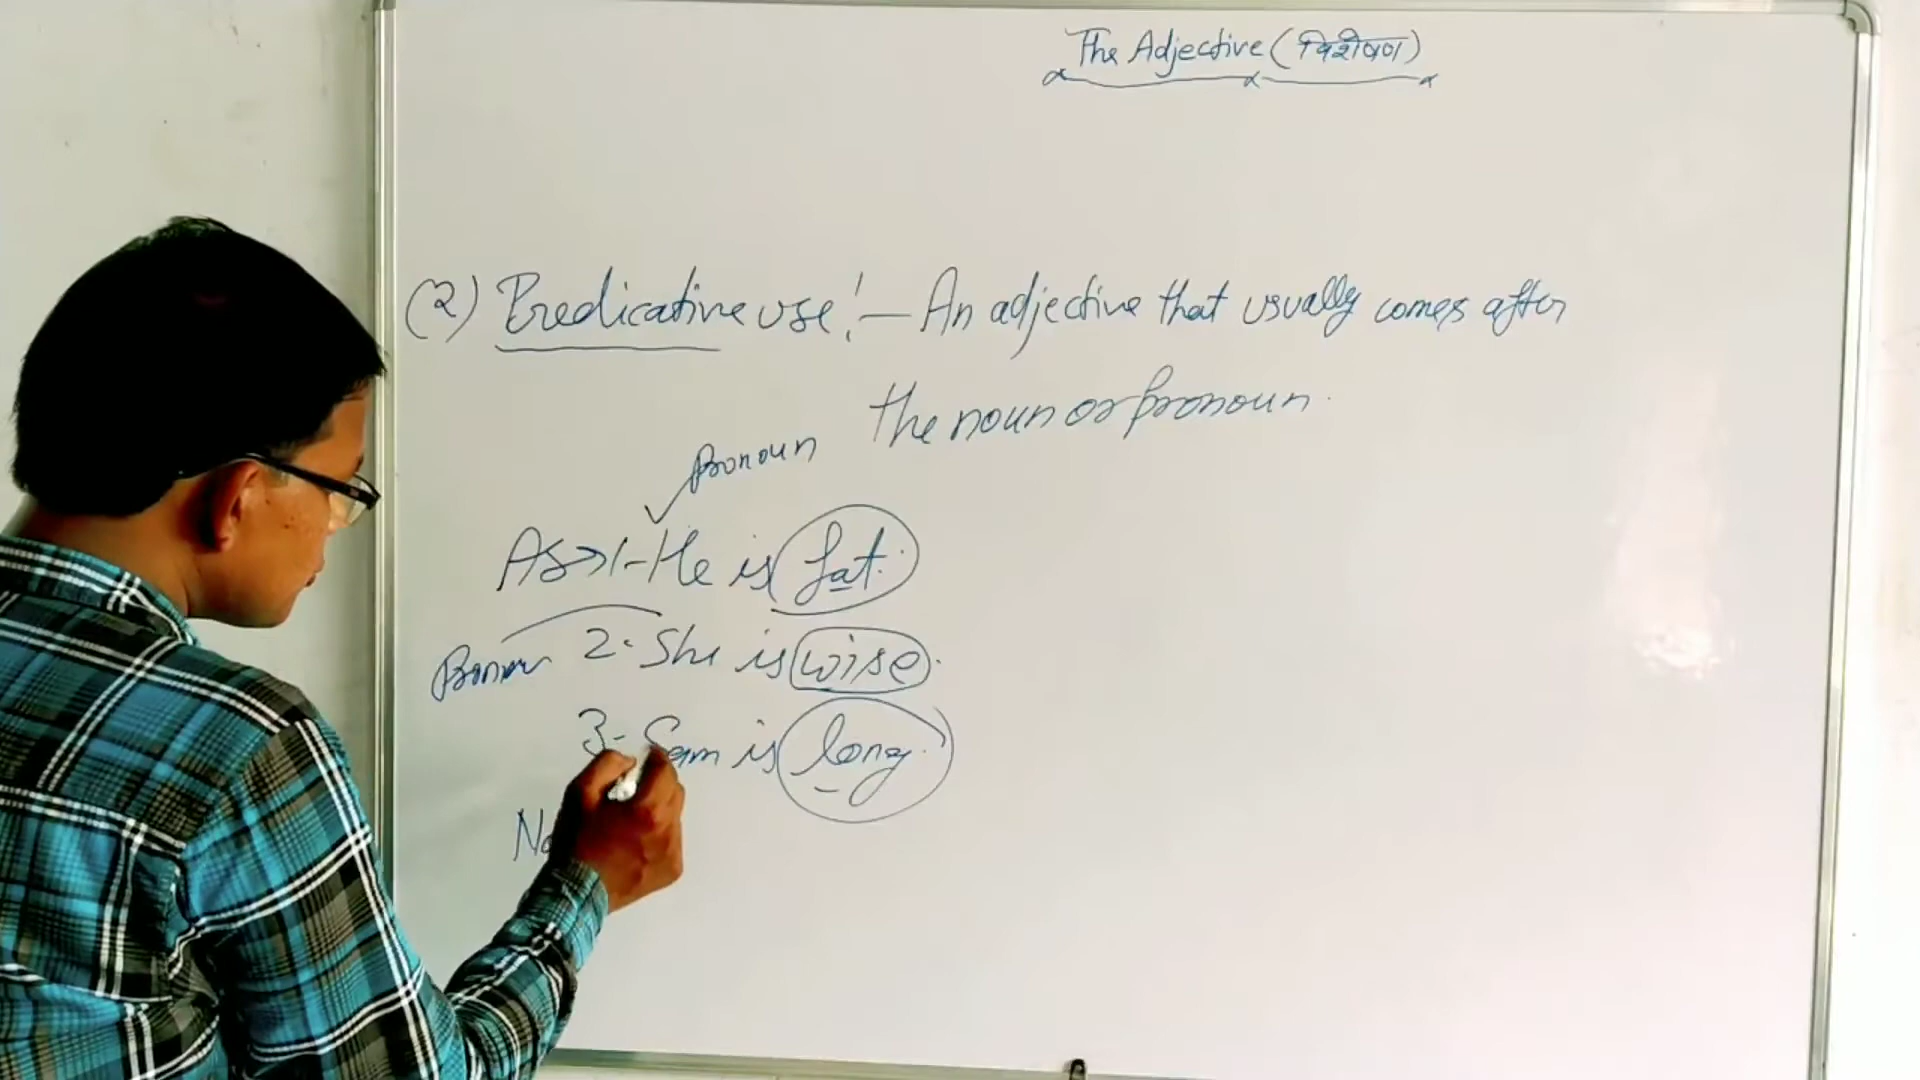 The Adjective (विशेषण)
(2) Predicative use:- An adjective that usually comes after
the noun or pronoun.
Pronoun
As→1- He is fat.
2. She is wise.
3- Sam is long.
No